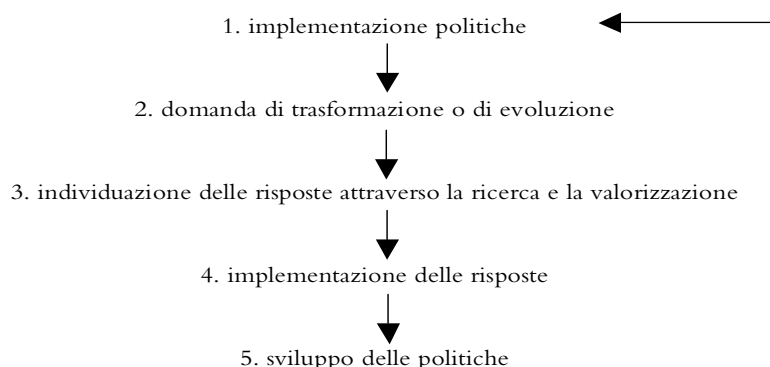 1. implementazione politiche
2. domanda di trasformazione o di evoluzione
3. individuazione delle risposte attraverso la ricerca e la valorizzazione
4. implementazione delle risposte
5. sviluppo delle politiche